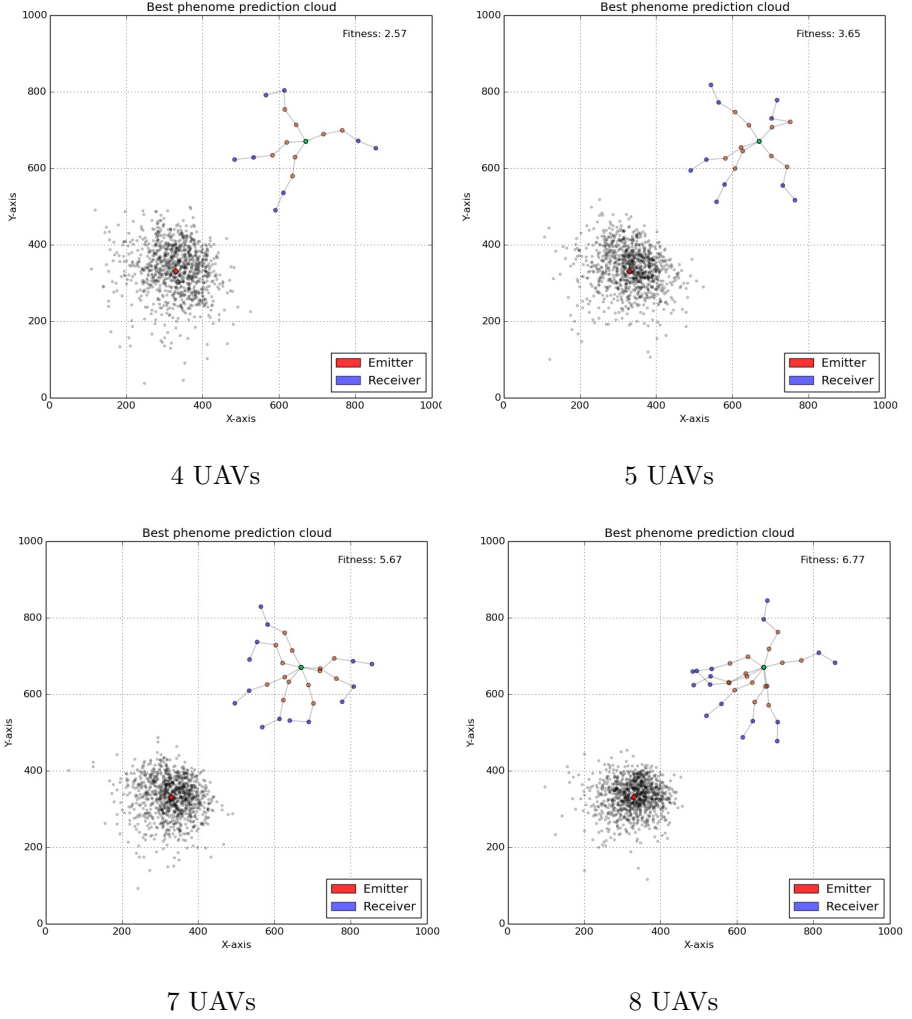 Best phenome prediction cloud
Fitness: 2.57
1000
800
600
400
200
0
Y-axis
0 200 400 600 800 1000
X-axis
Emitter
Receiver
4 UAVs
Best phenome prediction cloud
Fitness: 3.65
1000
800
600
400
200
0
Y-axis
0 200 400 600 800 1000
X-axis
Emitter
Receiver
5 UAVs
Best phenome prediction cloud
Fitness: 5.67
1000
800
600
400
200
0
Y-axis
0 200 400 600 800 1000
X-axis
Emitter
Receiver
7 UAVs
Best phenome prediction cloud
Fitness: 6.77
1000
800
600
400
200
0
Y-axis
0 200 400 600 800 1000
X-axis
Emitter
Receiver
8 UAVs